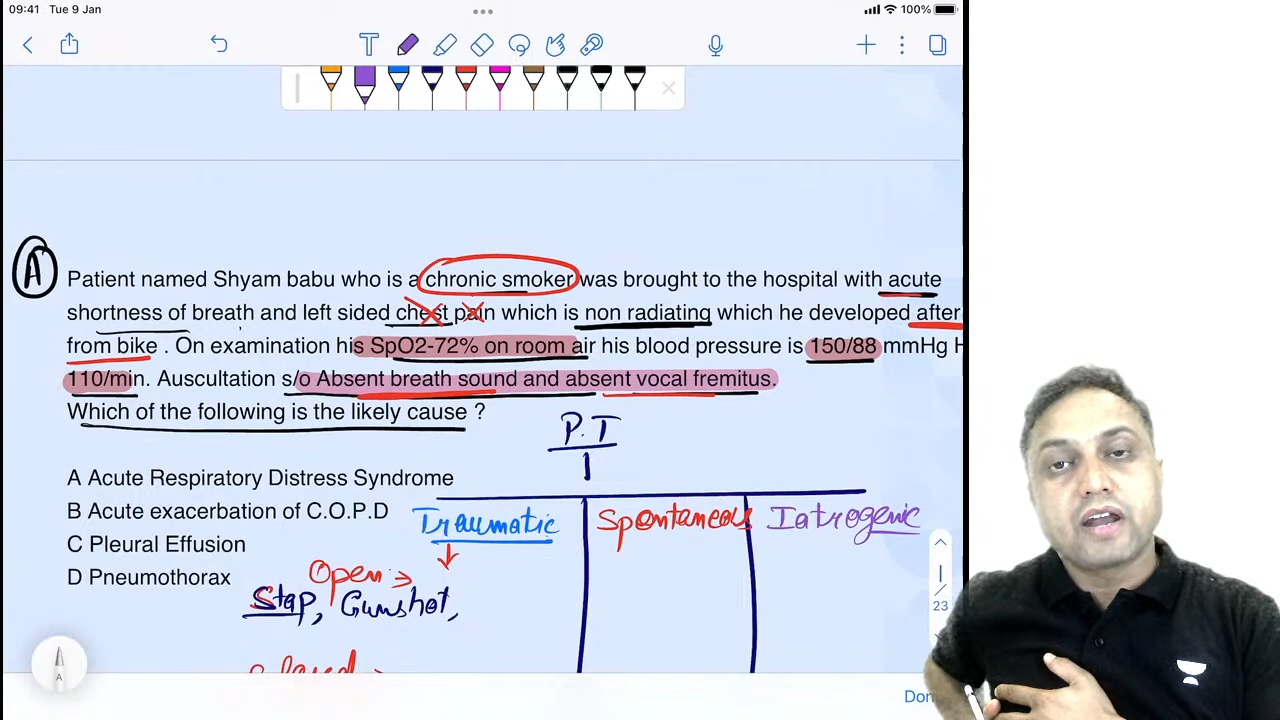 09:41 Tue 9 Jan
100%
T
A
Patient named Shyam babu who is a chronic smoker was brought to the hospital with acute
shortness of breath and left sided chest pain which is non radiating which he developed after
from bike . On examination his SpO2-72% on room air his blood pressure is 150/88 mmHg H
110/min. Auscultation s/o Absent breath sound and absent vocal fremitus.
Which of the following is the likely cause ?
P.T
A Acute Respiratory Distress Syndrome
B Acute exacerbation of C.O.P.D
Traumatic Spontaneous Iatrogenic
C Pleural Effusion
D Pneumothorax
Open
Stap, Gunshot,
1
23
A
Don